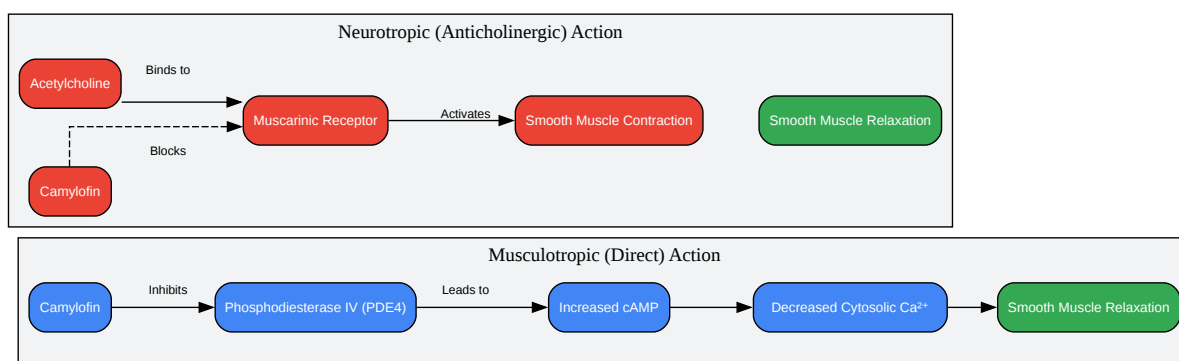 Neurotropic (Anticholinergic) Action
Acetylcholine
Binds to
Muscarinic Receptor
Activates
Smooth Muscle Contraction
Smooth Muscle Relaxation
Blocks
Camylofin
Musculotropic (Direct) Action
Camylofin
Inhibits
Phosphodiesterase IV (PDE4)
Leads to
Increased cAMP
Decreased Cytosolic Ca²⁺
Smooth Muscle Relaxation